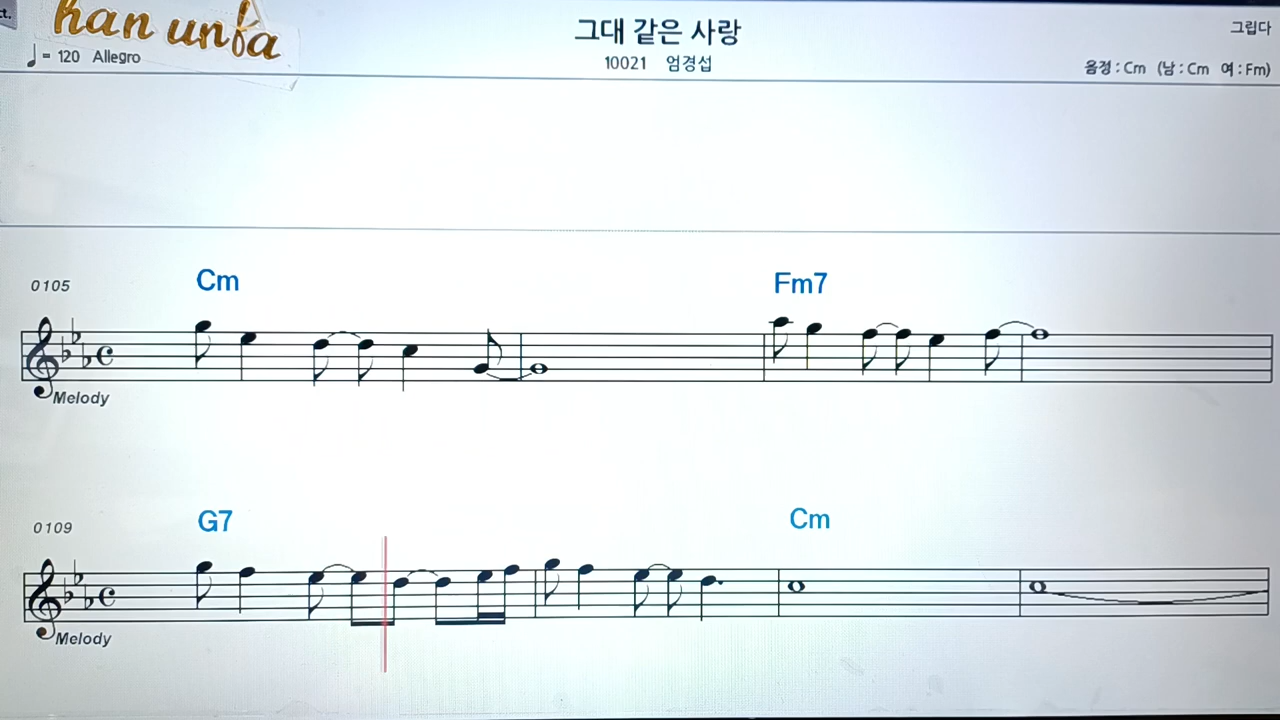 ct.
han unfa
= 120 Allegro
그대 같은 사랑
10021 엄경섭
그립다
음정 : Cm (남 : Cm 여 : Fm)
Cm
Fm7
0105
Melody
G7
Cm
0109
Melody